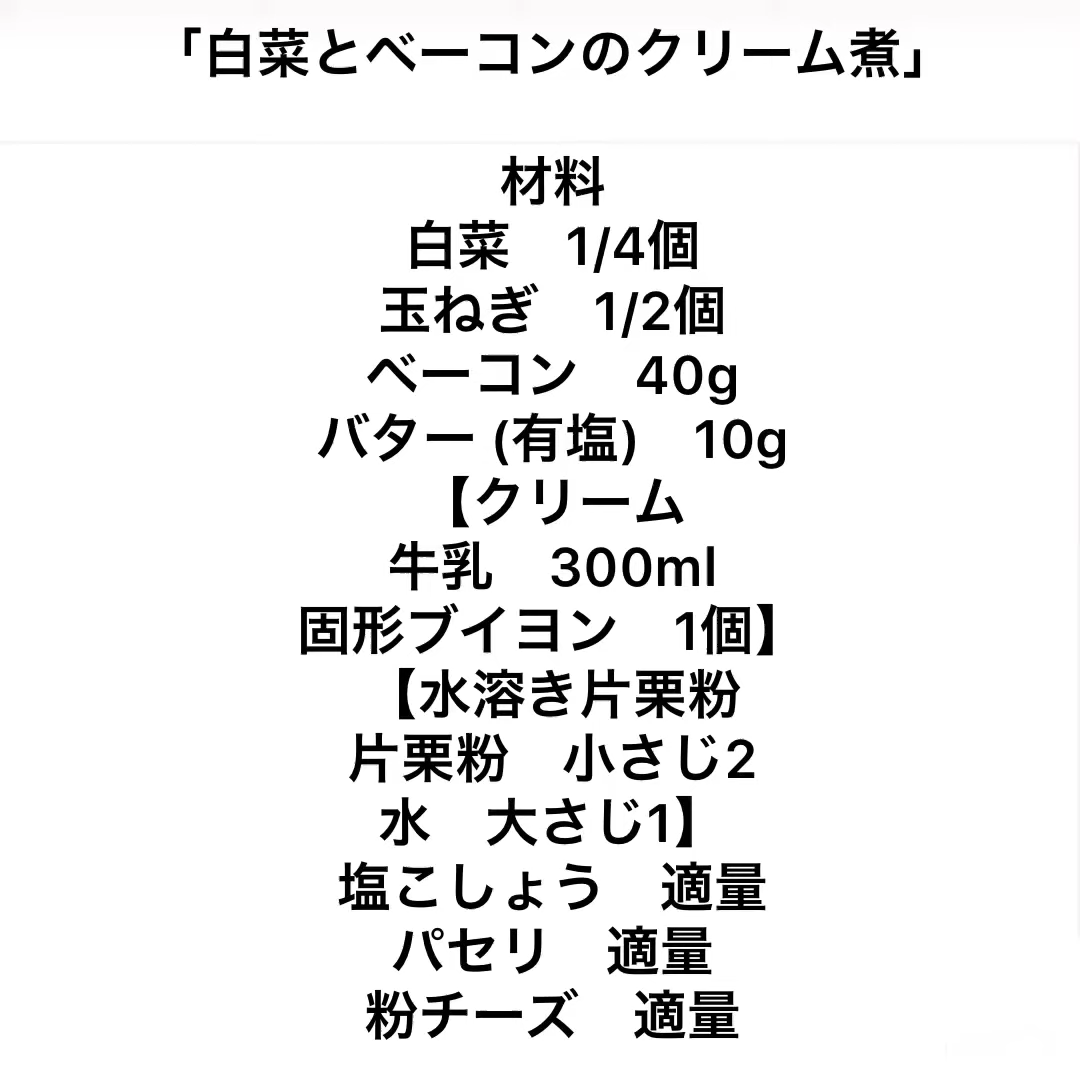 「白菜とベーコンのクリーム煮」
材料
白菜　1/4個
玉ねぎ　1/2個
ベーコン　40g
バター (有塩)　10g
【クリーム
牛乳　300ml
固形ブイヨン　1個】
【水溶き片栗粉
片栗粉　小さじ2
水　大さじ1】
塩こしょう　適量
パセリ　適量
粉チーズ　適量